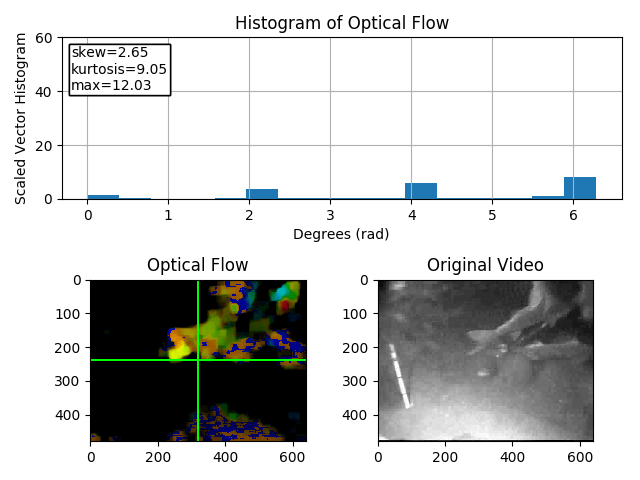 Histogram of Optical Flow
60
40
20
0
Scaled Vector Histogram
skew=2.65
kurtosis=9.05
max=12.03
0 1 2 3 4 5 6
Degrees (rad)
Optical Flow
0
100
200
300
400
0 200 400 600
Original Video
0
100
200
300
400
0 200 400 600